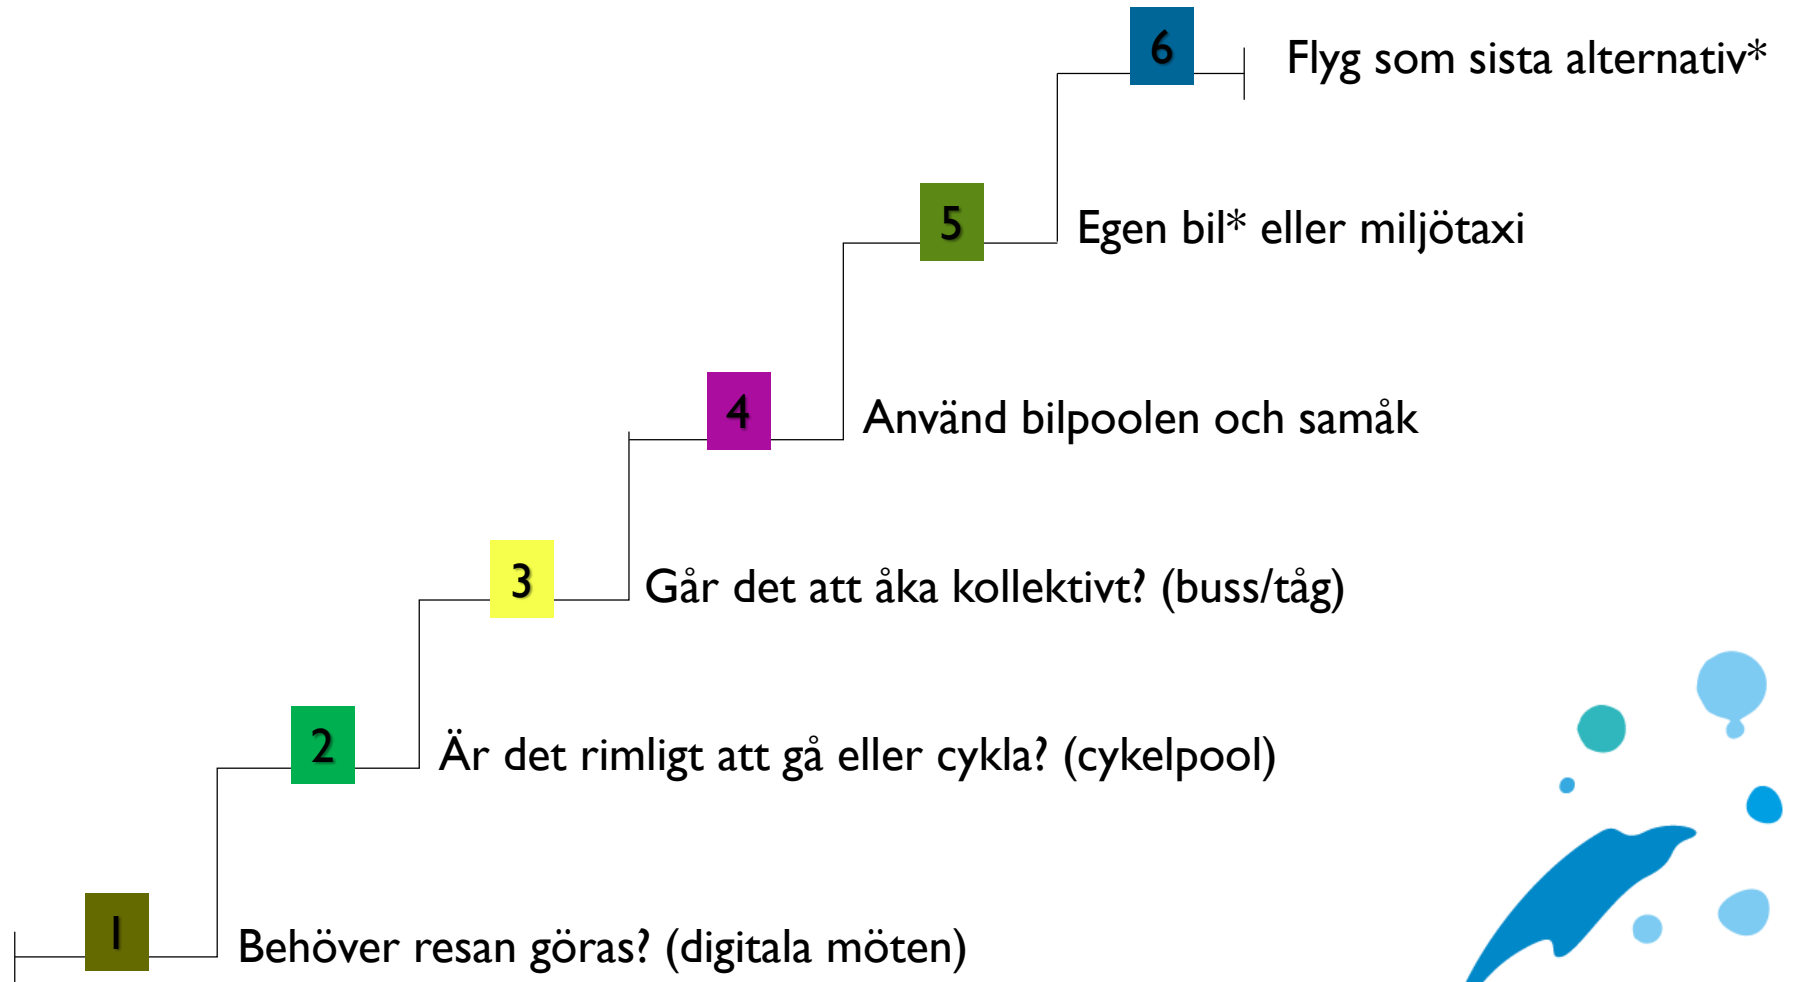 6 Flyg som sista alternativ*
5 Egen bil* eller miljötaxi
4 Använd bilpoolen och samåk
3 Går det att åka kollektivt? (buss/tåg)
2 Är det rimligt att gå eller cykla? (cykelpool)
1 Behöver resan göras? (digitala möten)